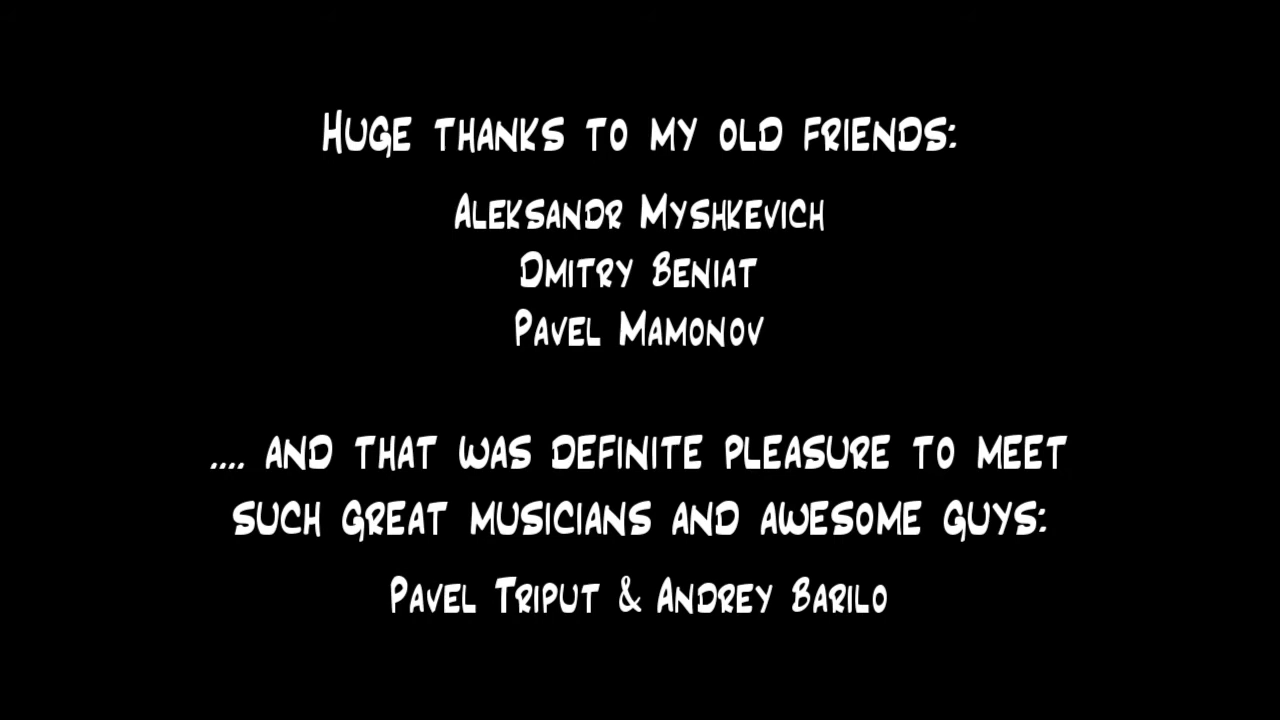 Huge thanks to my old friends:
Aleksandr Myshkevich
Dmitry Beniat
Pavel Mamonov
.... and that was definite pleasure to meet
such great musicians and awesome guys:
Pavel Triput & Andrey Barilo